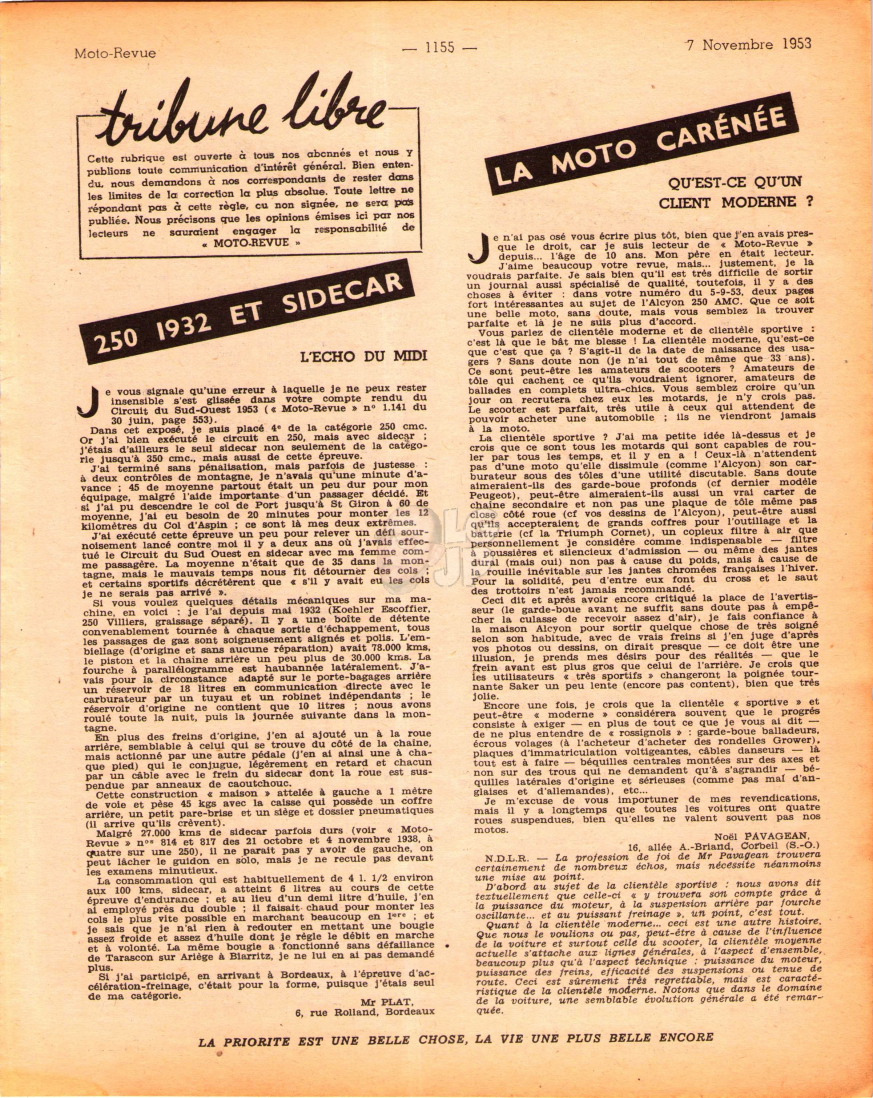 Moto-Revue
— 1155 —
7 Novembre 1953
tribune libre
Cette rubrique est ouverte à tous nos abonnés et nous y
publions toute communication d'intérêt général. Bien enten-
du, nous demandons à nos correspondants de rester dans
les limites de la correction la plus absolue. Toute lettre ne
répondant pas à cette règle, ou non signée, ne sera pas
publiée. Nous précisons que les opinions émises ici par nos
lecteurs ne sauraient engager la responsabilité de
« MOTO-REVUE »
250 1932 ET SIDECAR
L'ECHO DU MIDI
Je vous signale qu'une erreur à laquelle je ne peux rester
insensible s'est glissée dans votre compte rendu du
Circuit du Sud-Ouest 1953 (« Moto-Revue » nº 1.141 du
30 juin, page 553).
Dans cet exposé, je suis placé 4e de la catégorie 250 cmc.
Or j'ai bien exécuté le circuit en 250, mais avec sidecar ;
j'étais d'ailleurs le seul sidecar non seulement de la catégo-
rie jusqu'à 350 cmc., mais aussi de cette épreuve.
J'ai terminé sans pénalisation, mais parfois de justesse :
à deux contrôles de montagne, je n'avais qu'une minute d'a-
vance ; 45 de moyenne partout était un peu dur pour mon
équipage, malgré l'aide importante d'un passager décidé. Et
si j'ai pu descendre le col de Port jusqu'à St Giron à 60 de
moyenne, j'ai eu besoin de 20 minutes pour monter les 12
kilomètres du Col d'Aspin ; ce sont là mes deux extrêmes.
J'ai exécuté cette épreuve un peu pour relever un défi sour-
noisement lancé contre moi il y a deux ans où j'avais effec-
tué le Circuit du Sud Ouest en sidecar avec ma femme com-
me passagère. La moyenne n'était que de 35 dans la mon-
tagne, mais le mauvais temps nous fit détourner des cols ;
et certains sportifs décrétèrent que « s'il y avait eu les cols
je ne serais pas arrivé ».
Si vous voulez quelques détails mécaniques sur ma ma-
chine, en voici : je l'ai depuis mai 1932 (Koehler Escoffier,
250 Villiers, graissage séparé). Il y a une boîte de détente
convenablement tournée à chaque sortie d'échappement, tous
les passages de gaz sont soigneusement alignés et polis. L'em-
biellage (d'origine et sans aucune réparation) avait 78.000 kms,
le piston et la chaine arrière un peu plus de 30.000 kms. La
fourche à parallélogramme est haubannée latéralement. J'a-
vais pour la circonstance adapté sur le porte-bagages arrière
un réservoir de 18 litres en communication directe avec le
carburateur par un tuyau et un robinet indépendants ; le
réservoir d'origine ne contient que 10 litres ; nous avons
roulé toute la nuit, puis la journée suivante dans la mon-
tagne.
En plus des freins d'origine, j'en ai ajouté un à la roue
arrière, semblable à celui qui se trouve du côté de la chaine,
mais actionné par une autre pédale (j'en ai ainsi une à cha-
que pied) qui le conjugue, légèrement en retard et chacun
par un câble avec le frein du sidecar dont la roue est sus-
pendue par anneaux de caoutchouc.
Cette construction « maison » attelée à gauche a 1 mètre
de voie et pèse 45 kgs avec la caisse qui possède un coffre
arrière, un petit pare-brise et un siège et dossier pneumatiques
(il arrive qu'ils crèvent).
Malgré 27.000 kms de sidecar parfois durs (voir « Moto-
Revue » nos 814 et 817 des 21 octobre et 4 novembre 1938, à
quatre sur une 250), il ne parait pas y avoir de gauche, on
peut lâcher le guidon en solo, mais je ne recule pas devant
les examens minutieux.
La consommation qui est habituellement de 4 l. 1/2 environ
aux 100 kms, sidecar, a atteint 6 litres au cours de cette
épreuve d'endurance ; et au lieu d'un demi litre d'huile, j'en
ai employé près du double ; il faisait chaud pour monter les
cols le plus vite possible en marchant beaucoup en 1ere ; et
je sais que je n'ai rien à redouter en mettant une bougie
assez froide et assez d'huile dont je règle le débit en marche
et à volonté. La même bougie a fonctionné sans défaillance
de Tarascon sur Ariège à Biarritz, je ne lui en ai pas demandé
plus.
Si j'ai participé, en arrivant à Bordeaux, à l'épreuve d'ac-
célération-freinage, c'était pour la forme, puisque j'étais seul
de ma catégorie.
Mr PLAT,
6, rue Rolland, Bordeaux
LA MOTO CARÉNÉE
QU'EST-CE QU'UN
CLIENT MODERNE ?
Je n'ai pas osé vous écrire plus tôt, bien que j'en avais pres-
que le droit, car je suis lecteur de « Moto-Revue »
depuis... l'âge de 10 ans. Mon père en était lecteur.
J'aime beaucoup votre revue, mais... justement, je la
voudrais parfaite. Je sais bien qu'il est très difficile de sortir
un journal aussi spécialisé de qualité, toutefois, il y a des
choses à éviter : dans votre numéro du 5-9-53, deux pages
fort intéressantes au sujet de l'Alcyon 250 AMC. Que ce soit
une belle moto, sans doute, mais vous semblez la trouver
parfaite et là je ne suis plus d'accord.
Vous parlez de clientèle moderne et de clientèle sportive :
c'est là que le bât me blesse ! La clientèle moderne, qu'est-ce
que c'est que ça ? S'agit-il de la date de naissance des usa-
gers ? Sans doute non (je n'ai tout de même que 33 ans).
Ce sont peut-être les amateurs de scooters ? Amateurs de
tôle qui cachent ce qu'ils voudraient ignorer, amateurs de
ballades en complets ultra-chics. Vous semblez croire qu'un
jour on recrutera chez eux les motards, je n'y crois pas.
Le scooter est parfait, très utile à ceux qui attendent de
pouvoir acheter une automobile ; ils ne viendront jamais
à la moto.
La clientèle sportive ? J'ai ma petite idée là-dessus et je
crois que ce sont tous les motards qui sont capables de rou-
ler par tous les temps, et il y en a ! Ceux-là n'attendent
pas d'une moto qu'elle dissimule (comme l'Alcyon) son car-
burateur sous des tôles d'une utilité discutable. Sans doute
aimeraient-ils des garde-boue profonds (cf dernier modèle
Peugeot), peut-être aimeraient-ils aussi un vrai carter de
chaine secondaire et non pas une plaque de tôle même pas
close côté roue (cf vos dessins de l'Alcyon), peut-être aussi
qu'ils accepteraient de grands coffres pour l'outillage et la
batterie (cf la Triumph Cornet), un copieux filtre à air que
personnellement je considère comme indispensable — filtre
à poussières et silencieux d'admission — ou même des jantes
dural (mais oui) non pas à cause du poids, mais à cause de
la rouille inévitable sur les jantes chromées françaises l'hiver.
Pour la solidité, peu d'entre eux font du cross et le saut
des trottoirs n'est jamais recommandé.
Ceci dit et après avoir encore critiqué la place de l'avertis-
seur (le garde-boue avant ne suffit sans doute pas à empê-
cher la culasse de recevoir assez d'air), je fais confiance à
la maison Alcyon pour sortir quelque chose de très soigné
selon son habitude, avec de vrais freins si j'en juge d'après
vos photos ou dessins, on dirait presque — ce doit être une
illusion, je prends mes désirs pour des réalités — que le
frein avant est plus gros que celui de l'arrière. Je crois que
les utilisateurs « très sportifs » changeront la poignée tour-
nante Saker un peu lente (encore pas content), bien que très
jolie.
Encore une fois, je crois que la clientèle « sportive » et
peut-être « moderne » considérera souvent que le progrès
consiste à exiger — en plus de tout ce que je vous ai dit —
de ne plus entendre de « rossignols » : garde-boue balladeurs,
écrous volages (à l'acheteur d'acheter des rondelles Grower),
plaques d'immatriculation voltigeantes, câbles danseurs — là
tout est à faire — béquilles centrales montées sur des axes et
non sur des trous qui ne demandent qu'à s'agrandir — bé-
quilles latérales d'origine et sérieuses (comme pas mal d'an-
glaises et d'allemandes), etc...
Je m'excuse de vous importuner de mes revendications,
mais il y a longtemps que toutes les voitures ont quatre
roues suspendues, bien qu'elles ne valent souvent pas nos
motos.
Noël PAVAGEAN,
16, allée A.-Briand, Corbeil (S.-O.)
N.D.L.R. — La profession de foi de Mr Pavagean trouvera
certainement de nombreux échos, mais nécessite néanmoins
une mise au point.
D'abord au sujet de la clientèle sportive : nous avons dit
textuellement que celle-ci « y trouvera son compte grâce à
la puissance du moteur, à la suspension arrière par fourche
oscillante... et au puissant freinage », un point, c'est tout.
Quant à la clientèle moderne... ceci est une autre histoire.
Que nous le voulions ou pas, peut-être à cause de l'influence
de la voiture et surtout celle du scooter, la clientèle moyenne
actuelle s'attache aux lignes générales, à l'aspect d'ensemble,
beaucoup plus qu'à l'aspect technique : puissance du moteur,
puissance des freins, efficacité des suspensions ou tenue de
route. Ceci est sûrement très regrettable, mais est caracté-
ristique de la clientèle moderne. Notons que dans le domaine
de la voiture, une semblable évolution générale a été remar-
quée.
LA PRIORITE EST UNE BELLE CHOSE, LA VIE UNE PLUS BELLE ENCORE